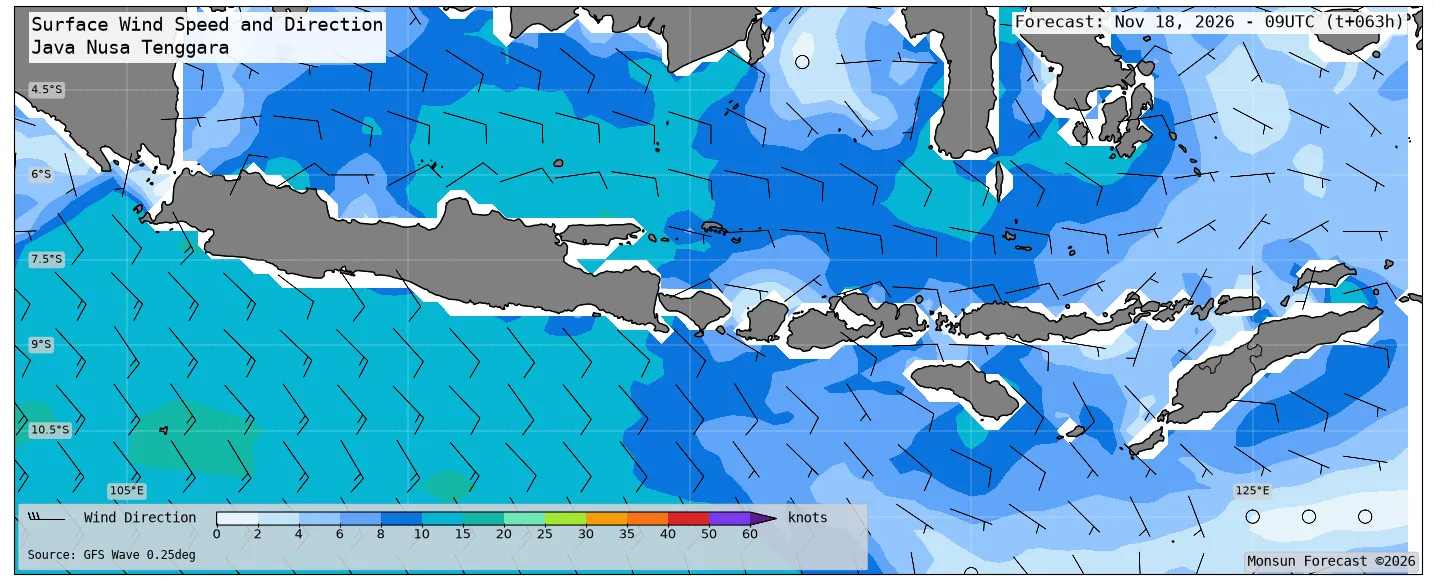 Surface Wind Speed and Direction
Java Nusa Tenggara
Forecast: Nov 18, 2026 - 09UTC (t+063h)
4.5°S
6°S
7.5°S
9°S
10.5°S
105°E
125°E
Wind Direction
0 2 4 6 8 10 15 20 25 30 35 40 50 60
knots
Source: GFS Wave 0.25deg
Monsun Forecast ©2026